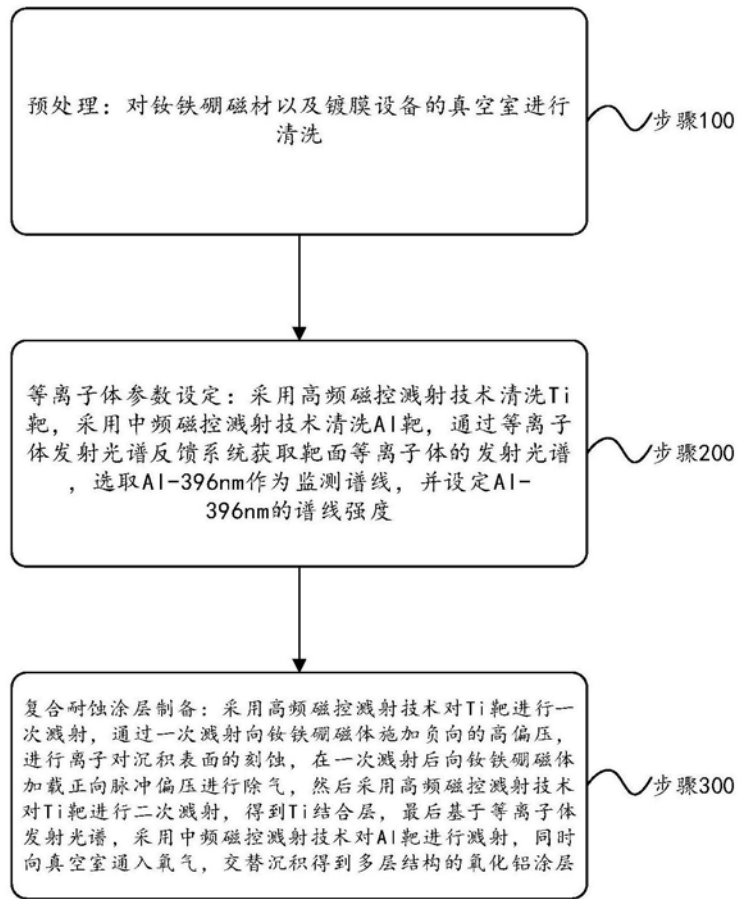 预处理：对钕铁硼磁材以及镀膜设备的真空室进行
清洗
步骤100
等离子体参数设定：采用高频磁控溅射技术清洗Ti
靶，采用中频磁控溅射技术清洗Al靶，通过等离子
体发射光谱反馈系统获取靶面等离子体的发射光谱
，选取Al-396nm作为监测谱线，并设定Al-
396nm的谱线强度
步骤200
复合耐蚀涂层制备：采用高频磁控溅射技术对Ti靶进行一
次溅射，通过一次溅射向钕铁硼磁体施加负向的高偏压，
进行离子对沉积表面的刻蚀，在一次溅射后向钕铁硼磁体
加载正向脉冲偏压进行除气，然后采用高频磁控溅射技术
对Ti靶进行二次溅射，得到Ti结合层，最后基于等离子体
发射光谱，采用中频磁控溅射技术对Al靶进行溅射，同时
向真空室通入氧气，交替沉积得到多层结构的氧化铝涂层
步骤300